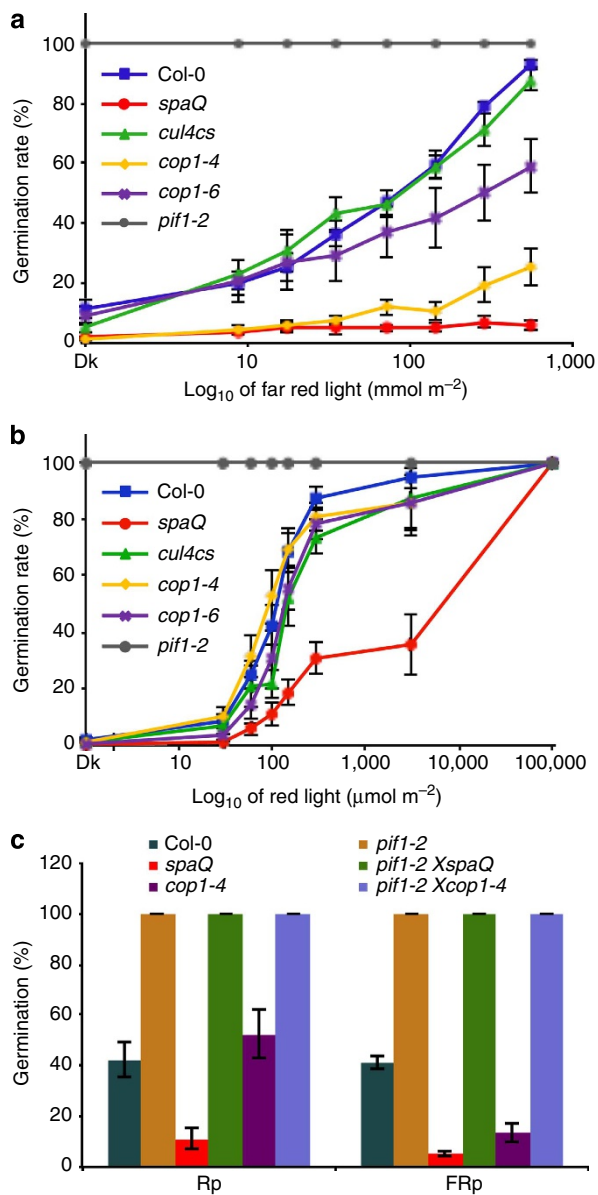 a
Germination rate (%)
100
80
60
40
20
0
Col-0
spaQ
cul4cs
cop1-4
cop1-6
pif1-2
Dk 10 100 1,000
Log10 of far red light (mmol m–2)
b
Germination rate (%)
100
80
60
40
20
0
Col-0
spaQ
cul4cs
cop1-4
cop1-6
pif1-2
Dk 10 100 1,000 10,000 100,000
Log10 of red light (μmol m–2)
c
Col-0
spaQ
cop1-4
pif1-2
pif1-2 XspaQ
pif1-2 Xcop1-4
Germination (%)
120
100
80
60
40
20
0
Rp FRp